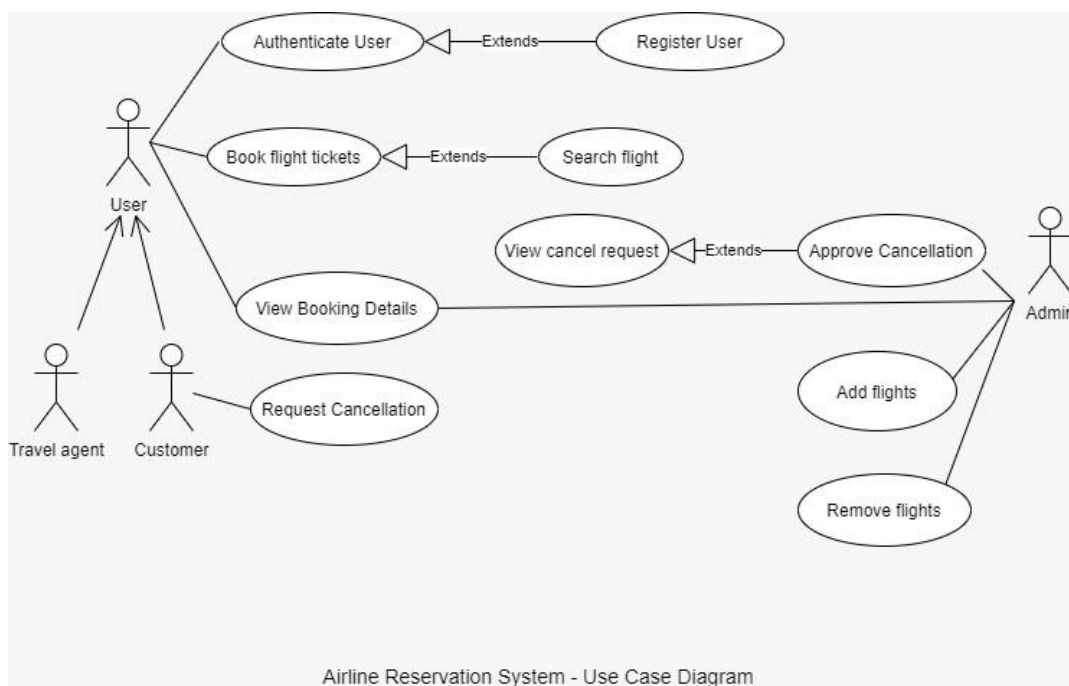 Authenticate User
Extends
Register User
Book flight tickets
Extends
Search flight
User
View cancel request
Extends
Approve Cancellation
View Booking Details
Admin
Add flights
Request Cancellation
Travel agent
Customer
Remove flights
Airline Reservation System - Use Case Diagram